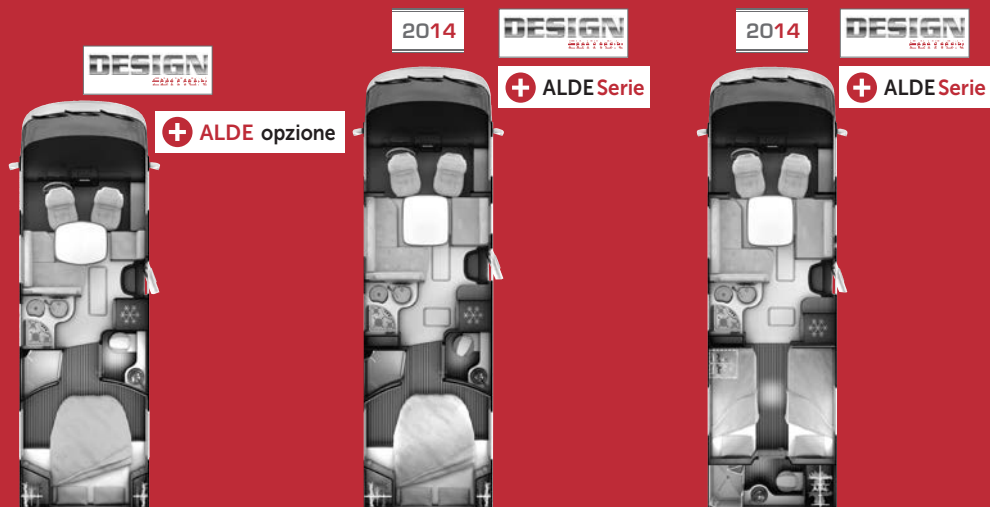 DESIGN
EDITION
ALDE opzione
2014
DESIGN
EDITION
ALDE Serie
2014
DESIGN
EDITION
ALDE Serie